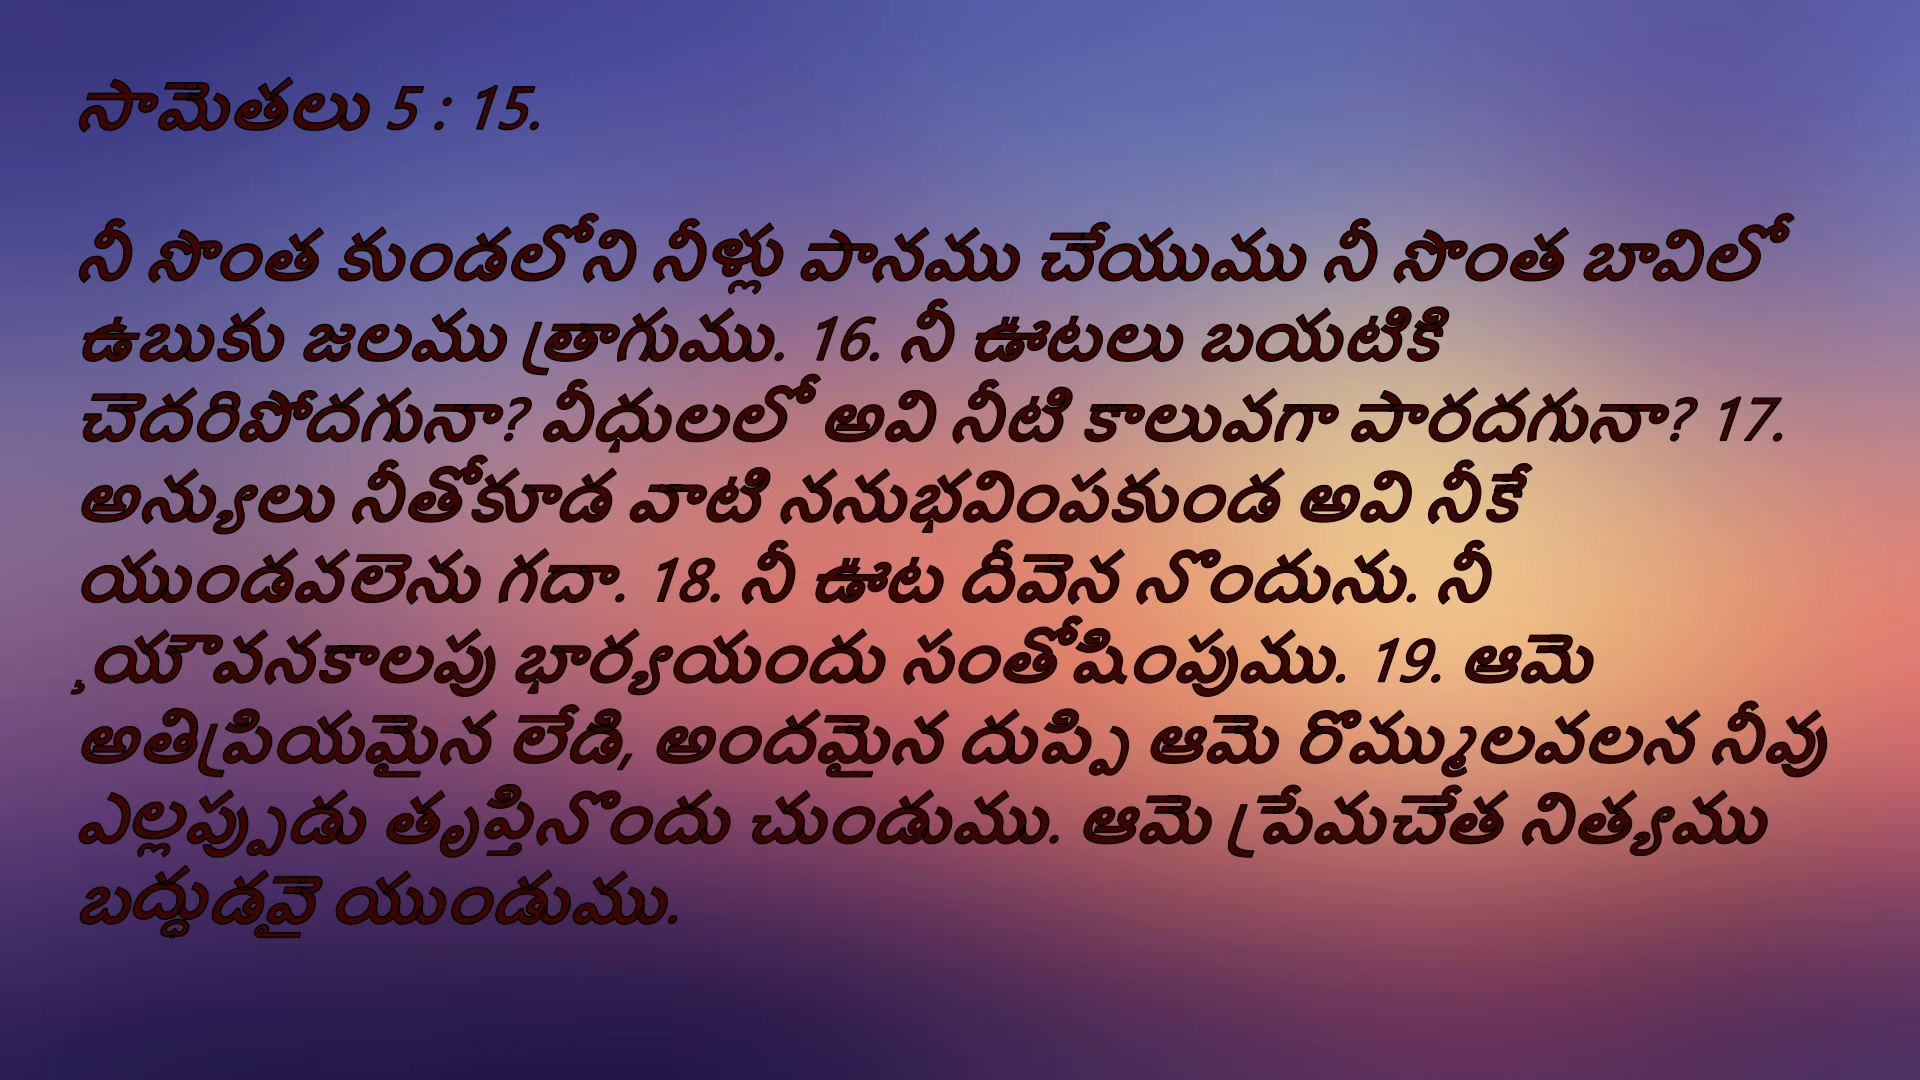 సామెతలు 5 : 15.
నీ సొంత కుండలోని నీళ్లు పానము చేయుము నీ సొంత బావిలో
ఉబుకు జలము త్రాగుము. 16. నీ ఊటలు బయటికి
చెదరిపోదగునా? వీధులలో అవి నీటి కాలువగా పారదగునా? 17.
అన్యులు నీతోకూడ వాటి ననుభవింపకుండ అవి నీకే
యుండవలెను గదా. 18. నీ ఊట దీవెన నొందును. నీ
¸యౌవనకాలపు భార్యయందు సంతోషింపుము. 19. ఆమె
అతిప్రియమైన లేడి, అందమైన దుప్పి ఆమె రొమ్ములవలన నీవు
ఎల్లప్పుడు తృప్తినొందు చుండుము. ఆమె ప్రేమచేత నిత్యము
బద్ధుడవై యుండుము.